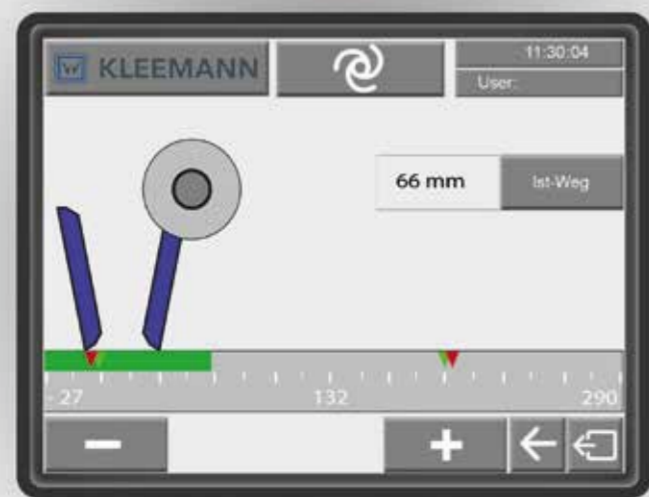 KLEEMANN
11:30:04
User:
66 mm
Ist-Weg
- 27 132 290